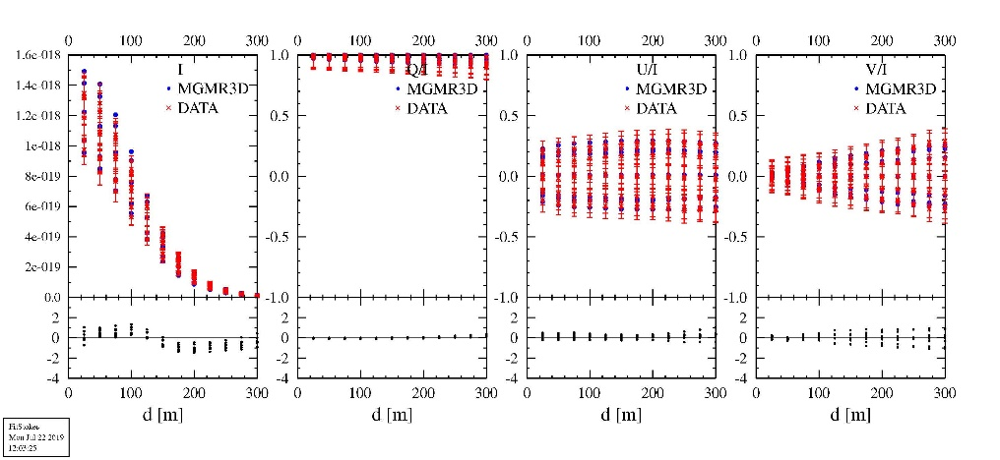 0 100 200 300 0 100 200 300 0 100 200 300 0 100 200 300
1.6e-018 1.0 1.0 1.0
I Q/I U/I V/I
1.4e-018 MGMR3D MGMR3D MGMR3D MGMR3D
1.2e-018 DATA 0.5 DATA 0.5 DATA 0.5 DATA
1e-018
8e-019 0.0 0.0 0.0
6e-019
4e-019 -0.5 -0.5 -0.5
2e-019
0.0 -1.0 -1.0 -1.0
2 2 2 2
0 0 0 0
-2 -2 -2 -2
-4 -4 -4 -4
0 100 200 300 0 100 200 300 0 100 200 300 0 100 200 300
d [m] d [m] d [m] d [m]
FitStokes
Mon Jul 22 2019
12:03:25